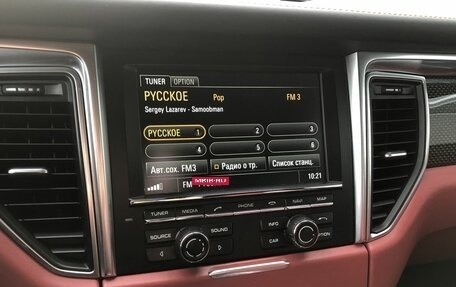 TUNER OPTION
РУССКОЕ Pop FM 3
Sergey Lazarev - Samoobman
РУССКОЕ 1 2 3
4 5 6
Авт.сох. FM3 Радио о тр. Список станц.
10:21
TUNER MEDIA PHONE NAVI MAP
SOURCE SOUND INFO
CAR OPTION